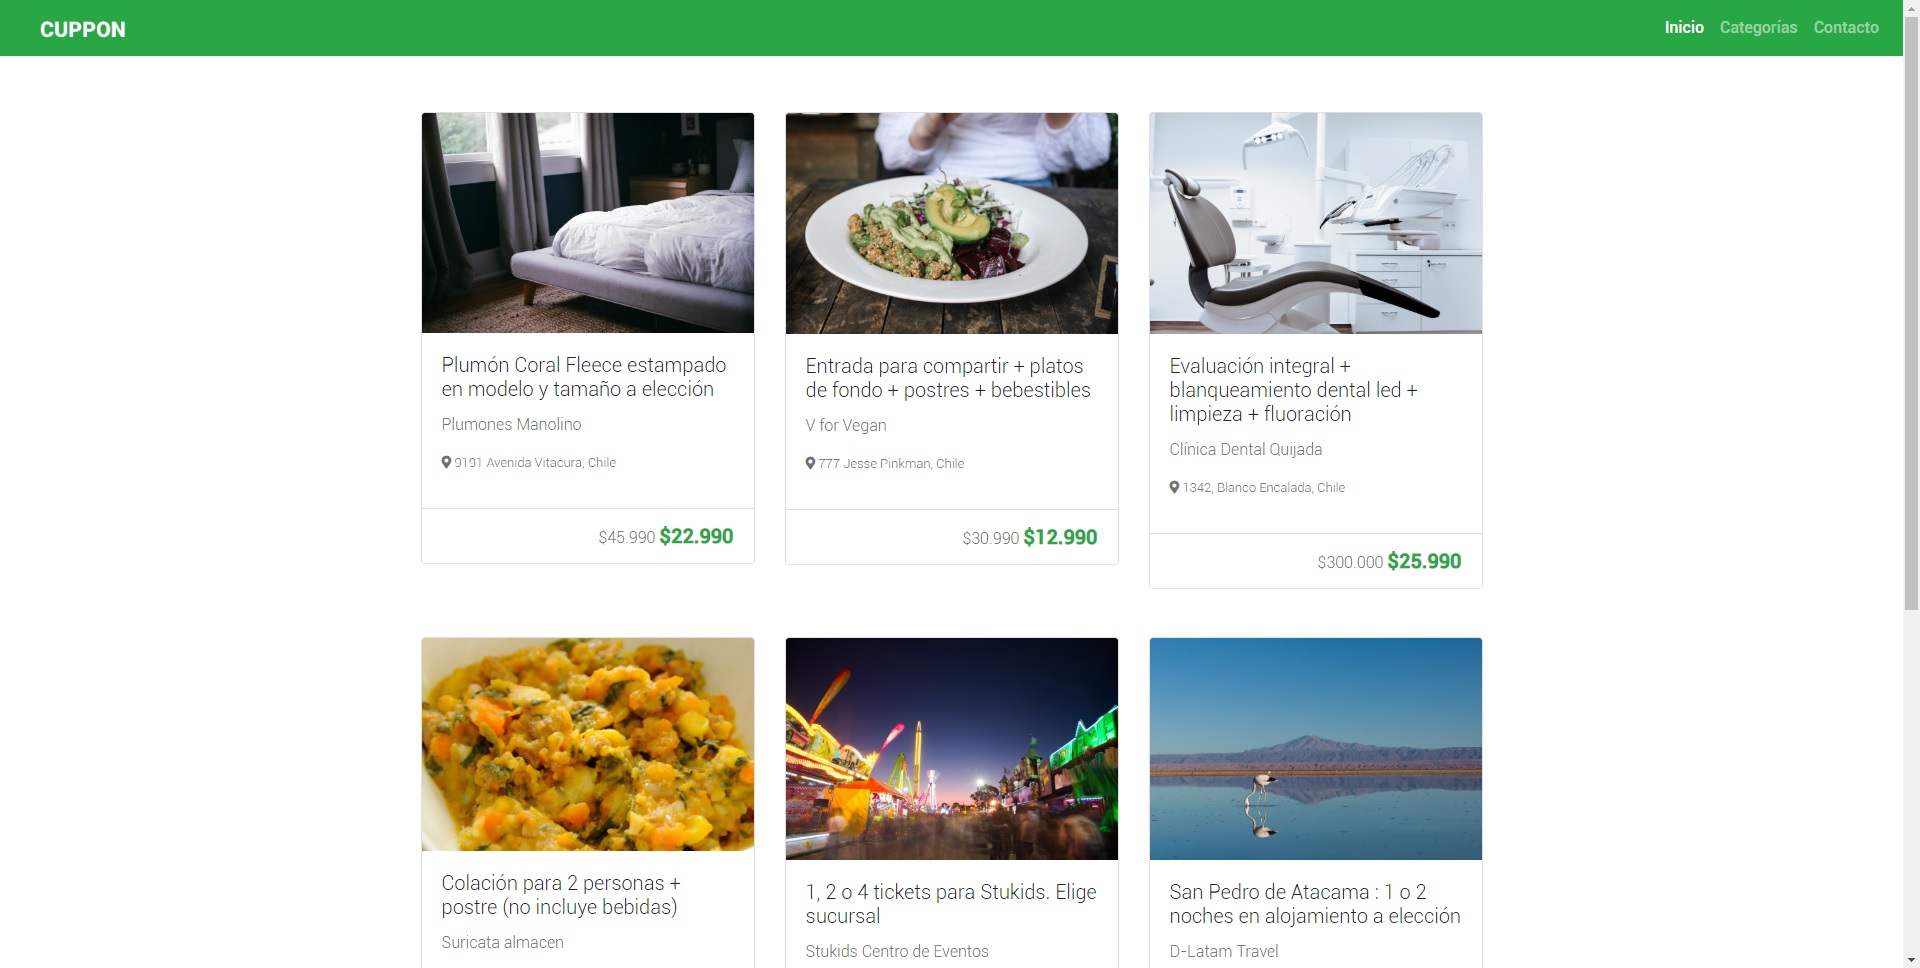 CUPPON
Inicio Categorías Contacto
Plumón Coral Fleece estampado
en modelo y tamaño a elección
Plumones Manolino
9191 Avenida Vitacura, Chile
$45.990 $22.990
Entrada para compartir + platos
de fondo + postres + bebestibles
V for Vegan
777 Jesse Pinkman, Chile
$30.990 $12.990
Evaluación integral +
blanqueamiento dental led +
limpieza + fluoración
Clínica Dental Quijada
1342, Blanco Encalada, Chile
$300.000 $25.990
Colación para 2 personas +
postre (no incluye bebidas)
Suricata almacen
1, 2 o 4 tickets para Stukids. Elige
sucursal
Stukids Centro de Eventos
San Pedro de Atacama : 1 o 2
noches en alojamiento a elección
D-Latam Travel